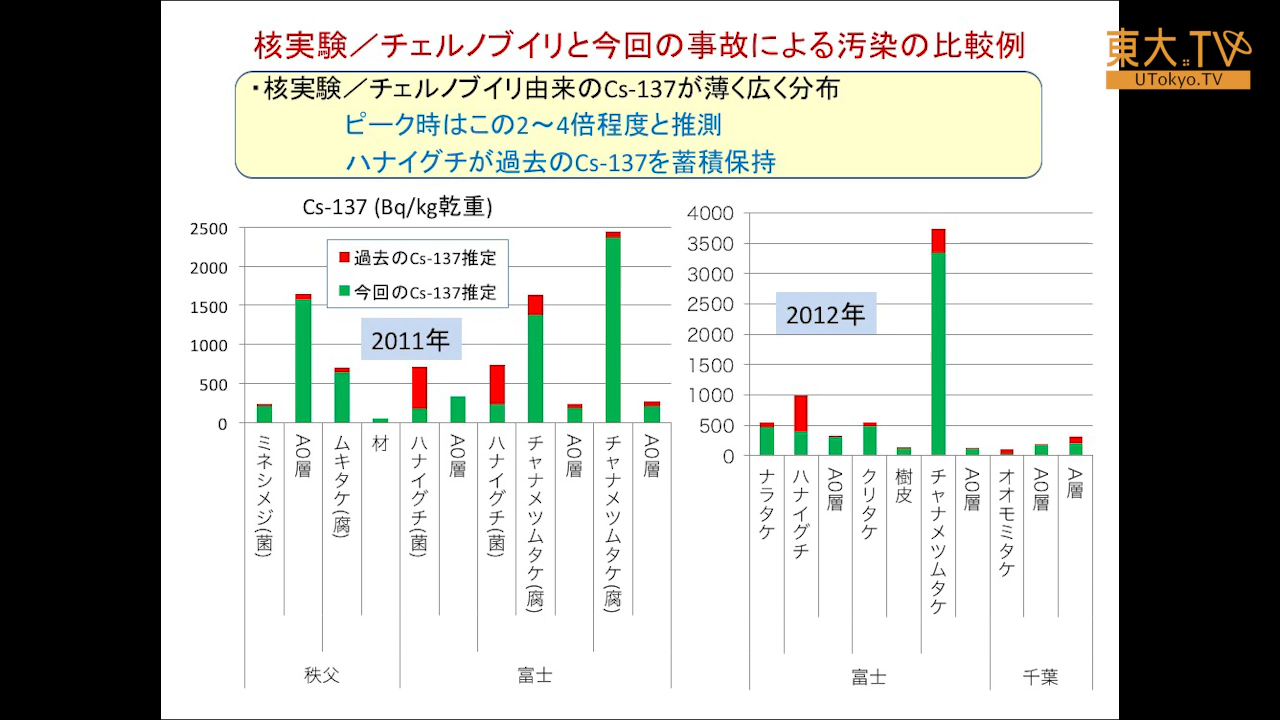 核実験／チェルノブイリと今回の事故による汚染の比較例
東大.TV
UTokyo.TV
・核実験／チェルノブイリ由来のCs-137が薄く広く分布
ピーク時はこの2～4倍程度と推測
ハナイグチが過去のCs-137を蓄積保持
Cs-137 (Bq/kg乾重)
2500
2000
1500
1000
500
0
過去のCs-137推定
今回のCs-137推定
2011年
ミネシメジ(菌)
A0層
ムキタケ(腐)
材
ハナイグチ(菌)
A0層
ハナイグチ(菌)
チャナメツムタケ(腐)
A0層
チャナメツムタケ(腐)
A0層
秩父
富士
4000
3500
3000
2500
2000
1500
1000
500
0
2012年
ナラタケ
ハナイグチ
A0層
クリタケ
樹皮
チャナメツムタケ
A0層
オオモミタケ
A0層
A層
富士
千葉